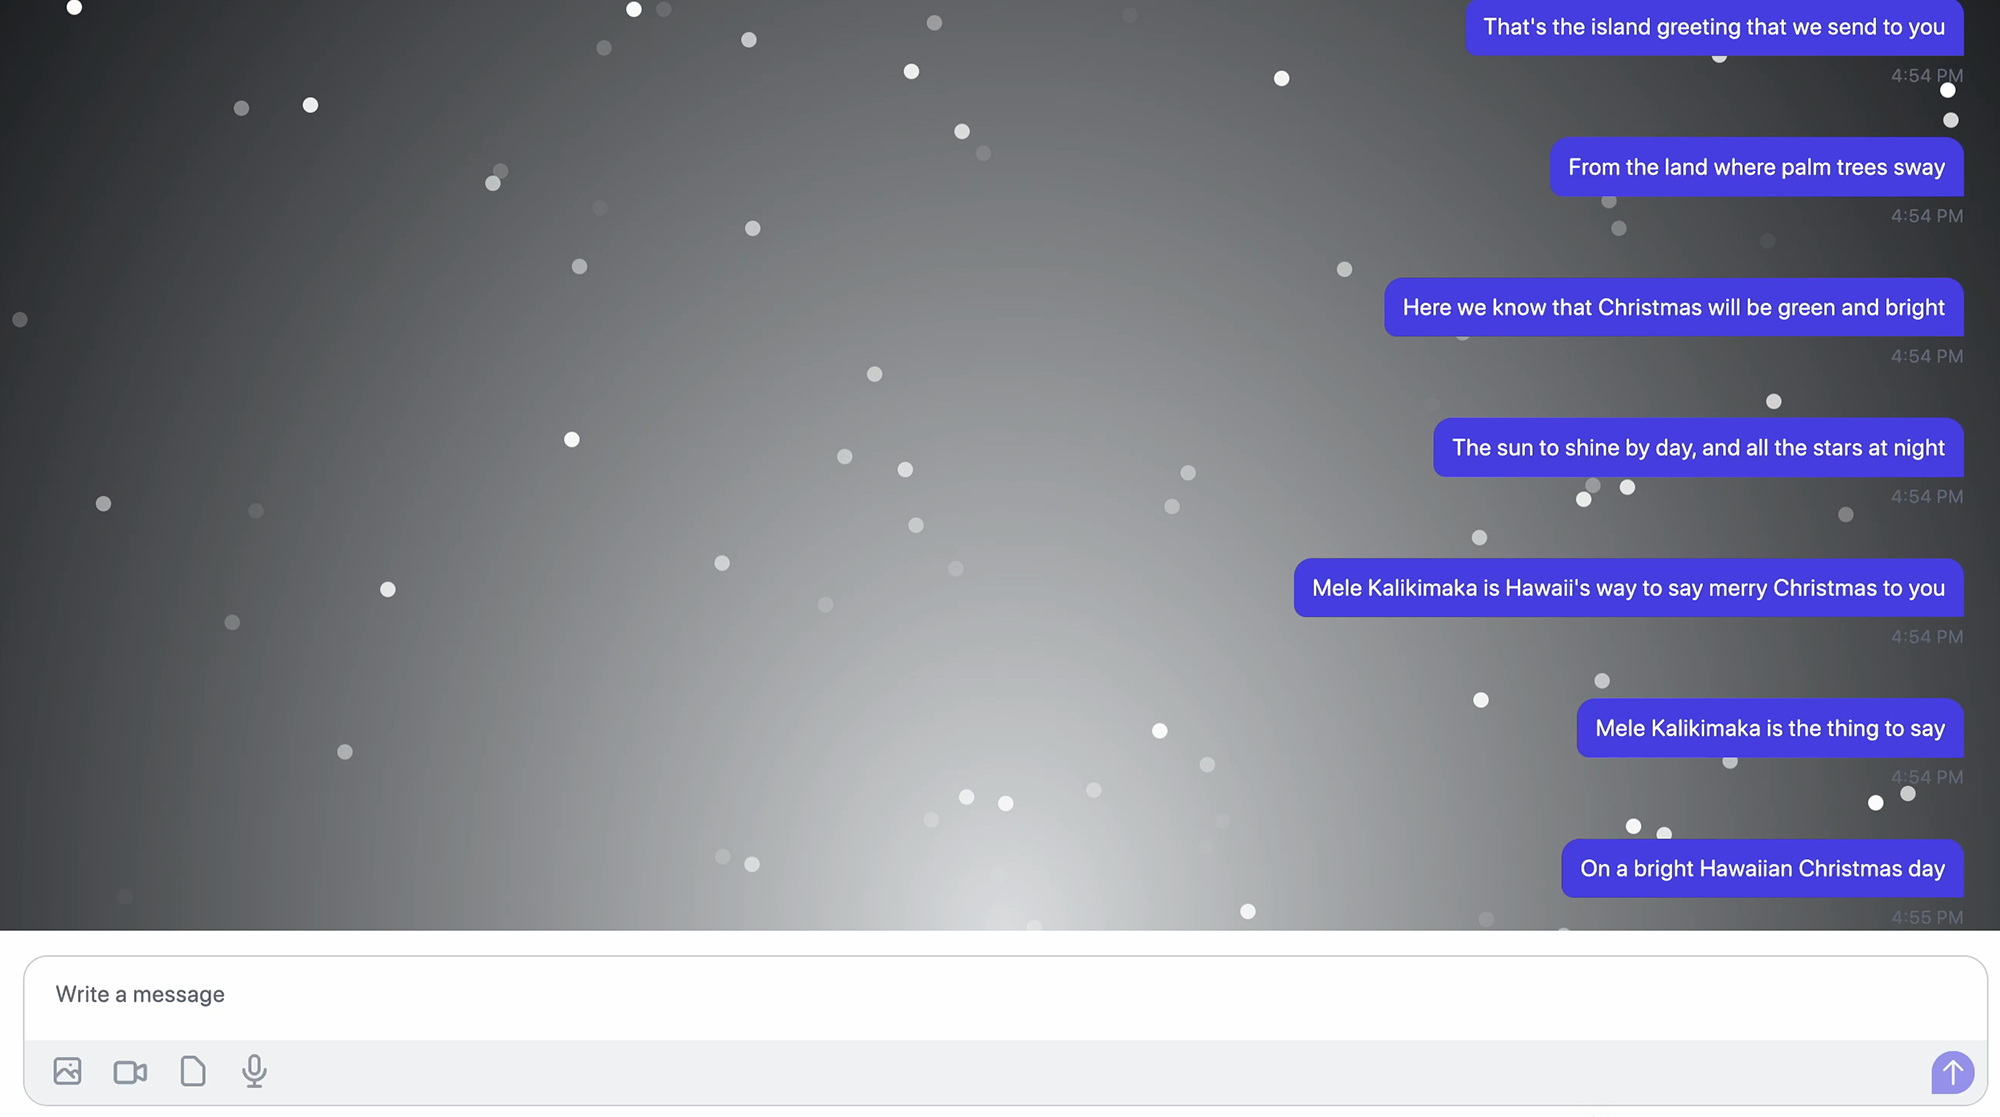 That's the island greeting that we send to you
4:54 PM
From the land where palm trees sway
4:54 PM
Here we know that Christmas will be green and bright
4:54 PM
The sun to shine by day, and all the stars at night
4:54 PM
Mele Kalikimaka is Hawaii's way to say merry Christmas to you
4:54 PM
Mele Kalikimaka is the thing to say
4:54 PM
On a bright Hawaiian Christmas day
4:55 PM
Write a message